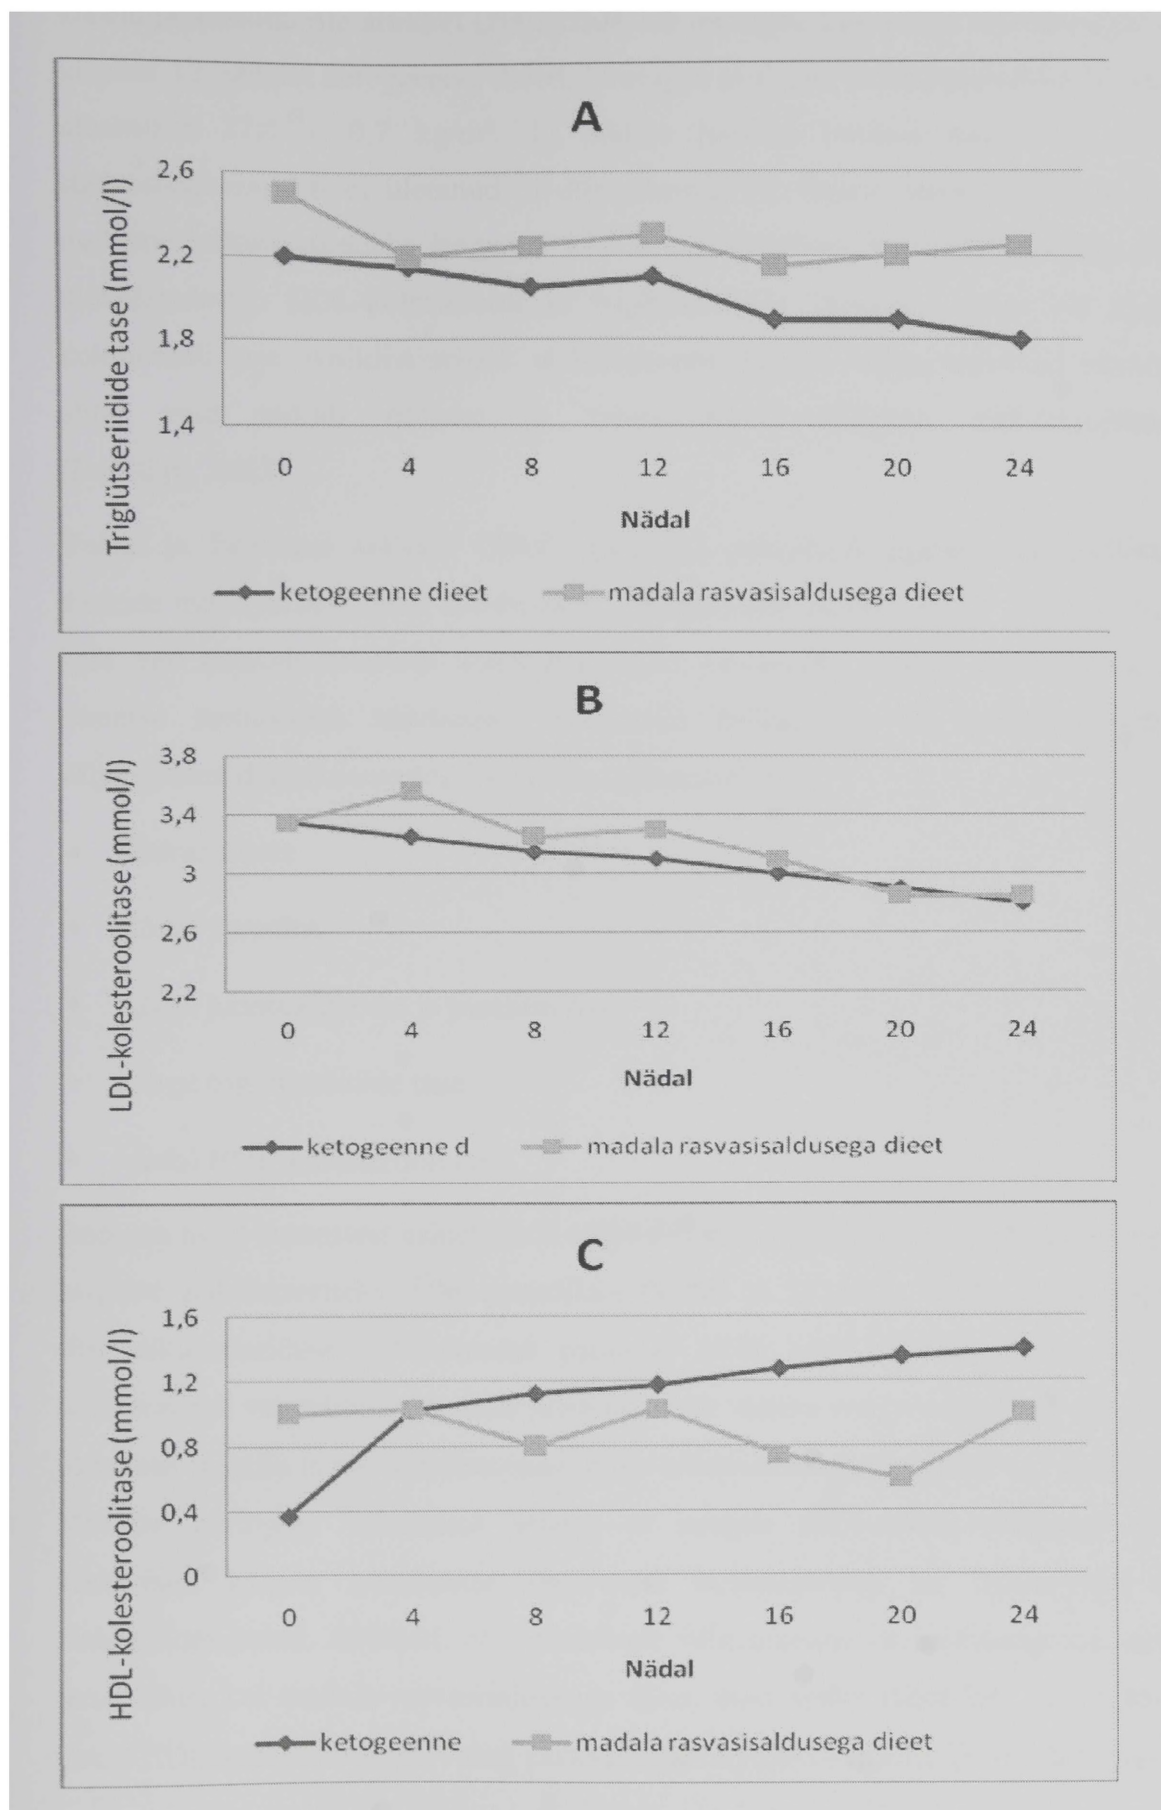 A
Triglütseriidide tase (mmol/l)
2,6
2,2
1,8
1,4
0 4 8 12 16 20 24
Nädal
ketogeenne dieet madala rasvasisaldusega dieet
B
LDL-kolesteroolitase (mmol/l)
3,8
3,4
3
2,6
2,2
0 4 8 12 16 20 24
Nädal
ketogeenne d madala rasvasisaldusega dieet
C
HDL-kolesteroolitase (mmol/l)
1,6
1,2
0,8
0,4
0
0 4 8 12 16 20 24
Nädal
ketogeenne madala rasvasisaldusega dieet